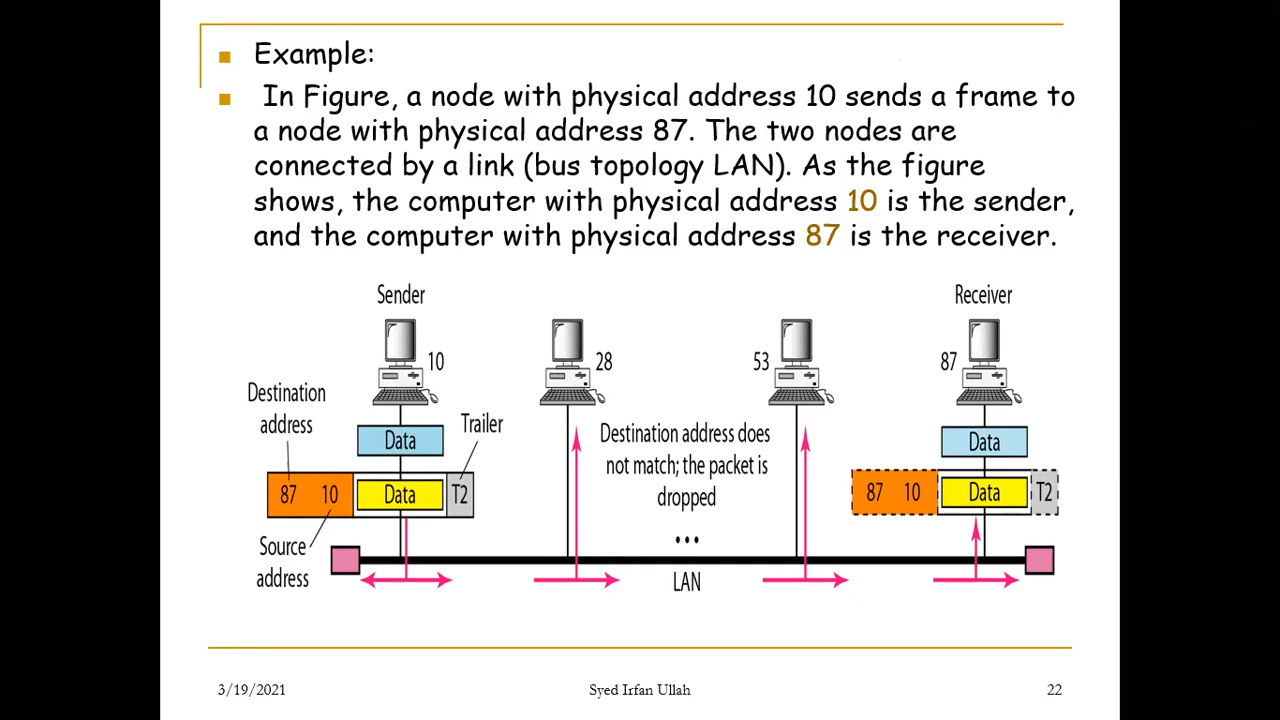 Example:
In Figure, a node with physical address 10 sends a frame to
a node with physical address 87. The two nodes are
connected by a link (bus topology LAN). As the figure
shows, the computer with physical address 10 is the sender,
and the computer with physical address 87 is the receiver.
Sender
Receiver
10
28
53
87
Destination
address
Trailer
Data
Destination address does
not match; the packet is
dropped
Data
87 10 Data T2
87 10 Data T2
Source
address
...
LAN
3/19/2021
Syed Irfan Ullah
22